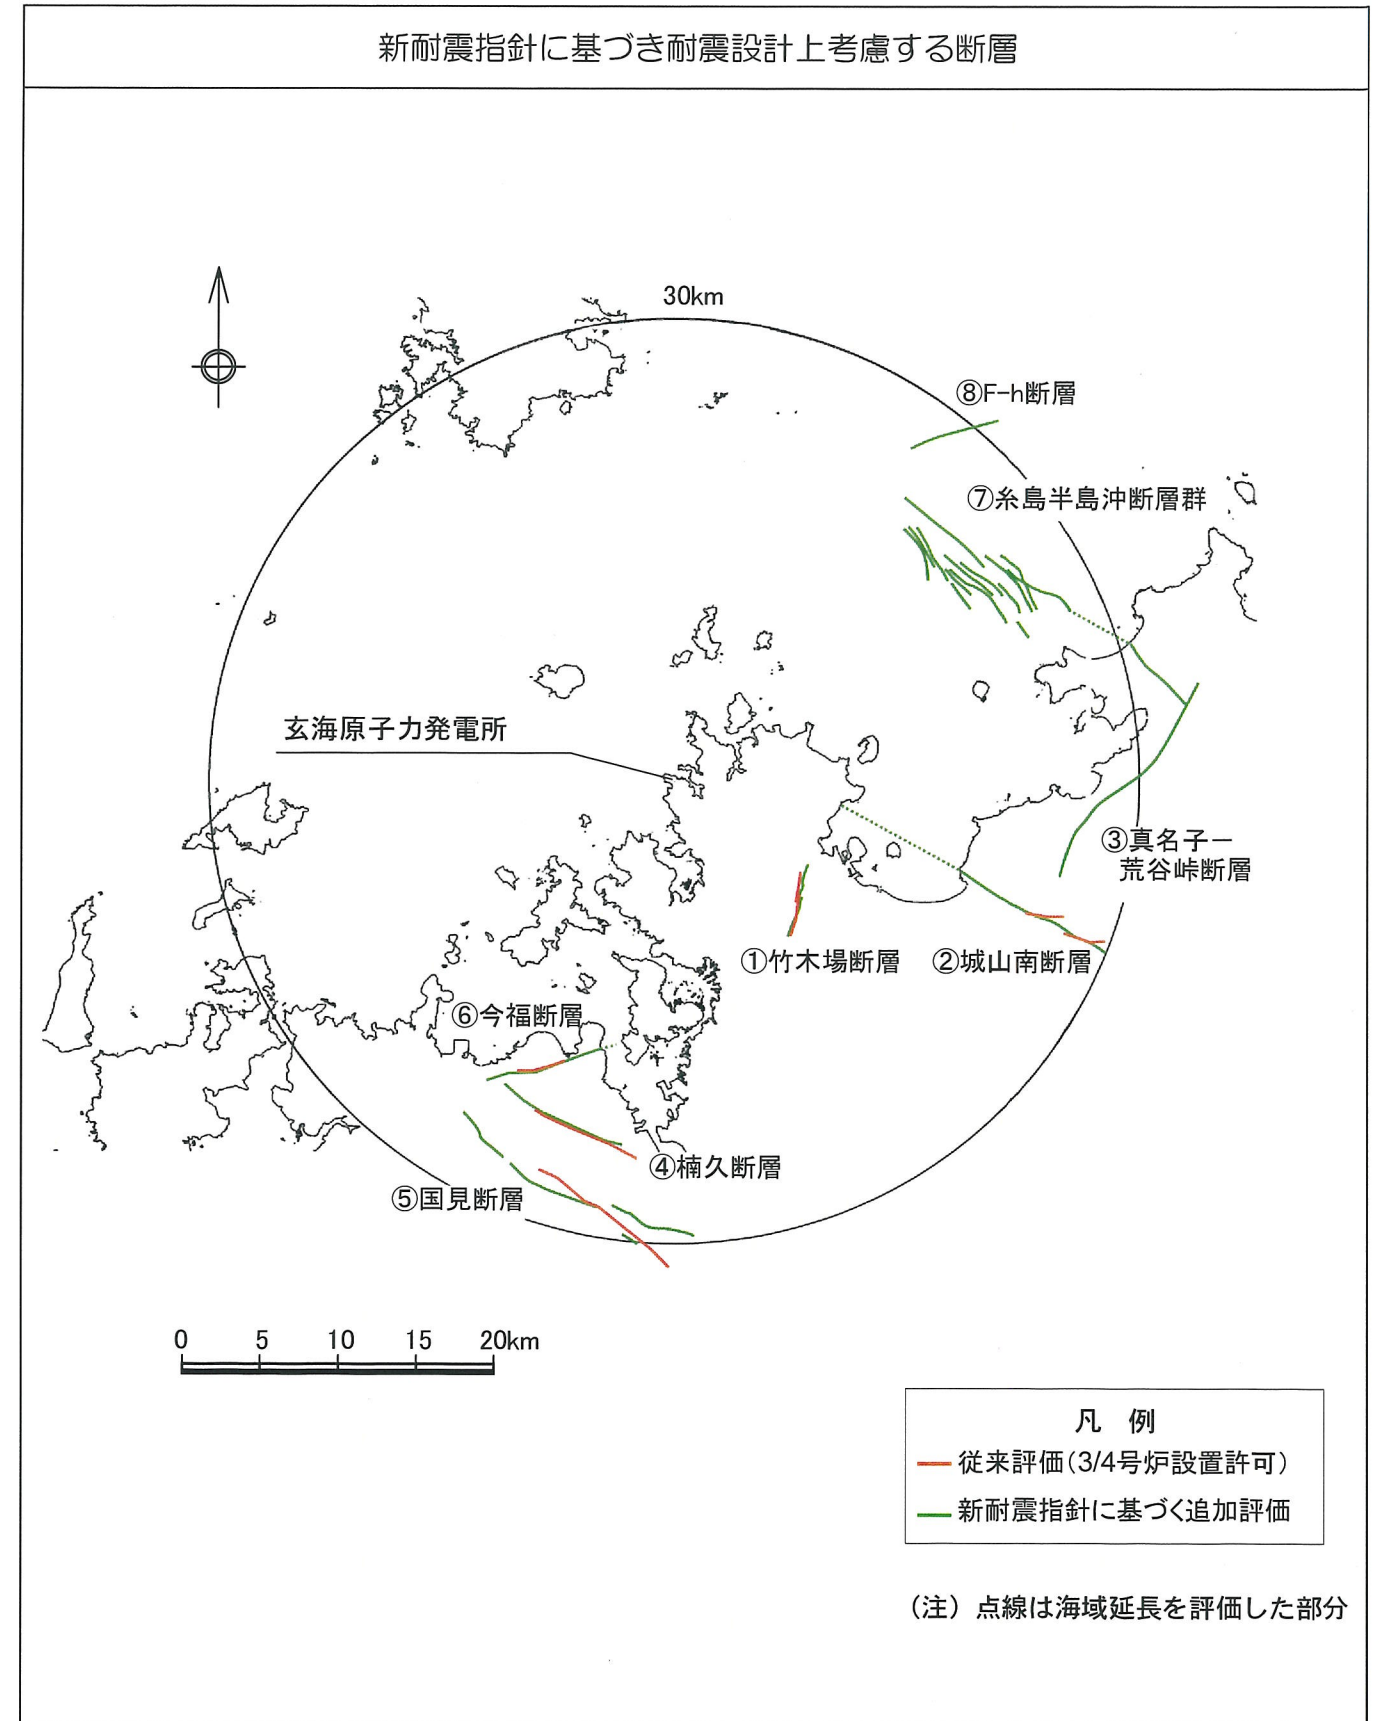 新耐震指針に基づき耐震設計上考慮する断層
30km
⑧F-h断層
⑦糸島半島沖断層群
玄海原子力発電所
③真名子－
荒谷峠断層
①竹木場断層
②城山南断層
⑥今福断層
④楠久断層
⑤国見断層
0 5 10 15 20km
凡 例
従来評価(3/4号炉設置許可)
新耐震指針に基づく追加評価
（注）点線は海域延長を評価した部分